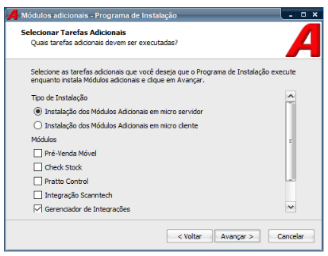 Módulos adicionais - Programa de Instalação
Selecionar Tarefas Adicionais
Quais tarefas adicionais devem ser executadas?
Selecione as tarefas adicionais que você deseja que o Programa de Instalação execute
enquanto instala Módulos adicionais e clique em Avançar.
Tipo de Instalação
Instalação dos Módulos Adicionais em micro servidor
Instalação dos Módulos Adicionais em micro cliente
Módulos
Pré-Venda Móvel
Check Stock
Pratto Control
Integração Scanntech
Gerenciador de Integrações
< Voltar
Avançar >
Cancelar